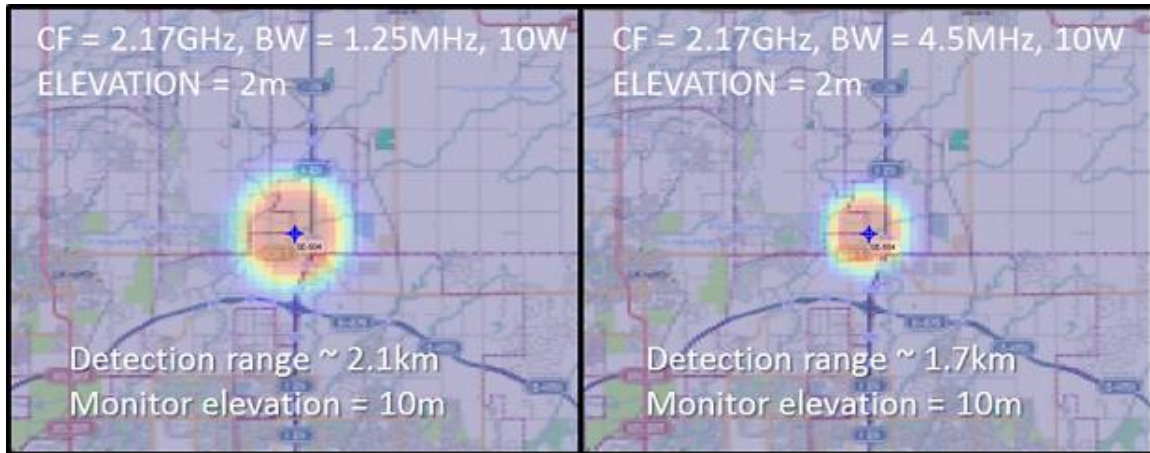 CF = 2.17GHz, BW = 1.25MHz, 10W
ELEVATION = 2m
Detection range ~ 2.1km
Monitor elevation = 10m
CF = 2.17GHz, BW = 4.5MHz, 10W
ELEVATION = 2m
Detection range ~ 1.7km
Monitor elevation = 10m